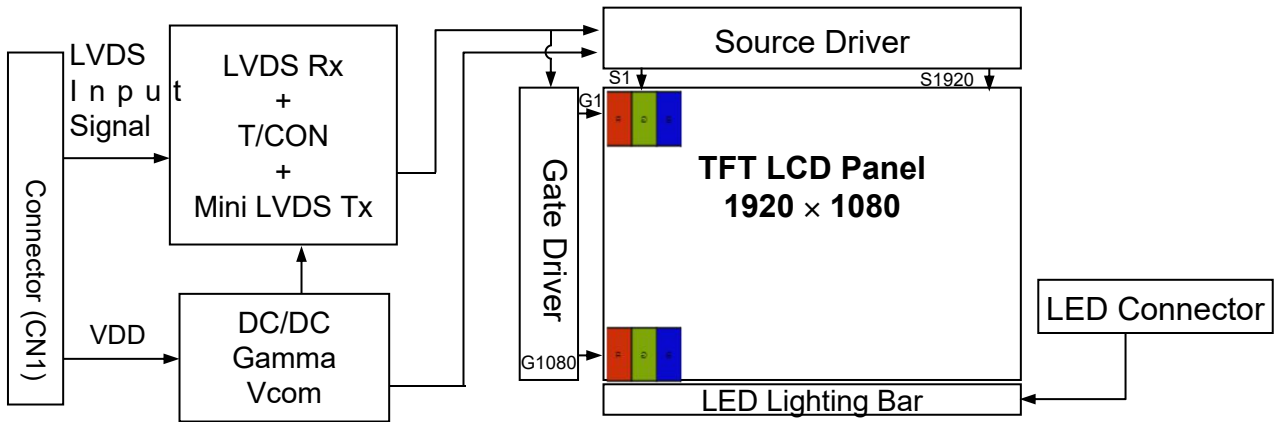 LVDS
I n p u t
Signal
LVDS Rx
+
T/CON
+
Mini LVDS Tx
Source Driver
S1
S1920
G1
Connector (CN1)
Gate Driver
TFT LCD Panel
1920 × 1080
VDD
DC/DC
Gamma
Vcom
G1080
LED Connector
LED Lighting Bar